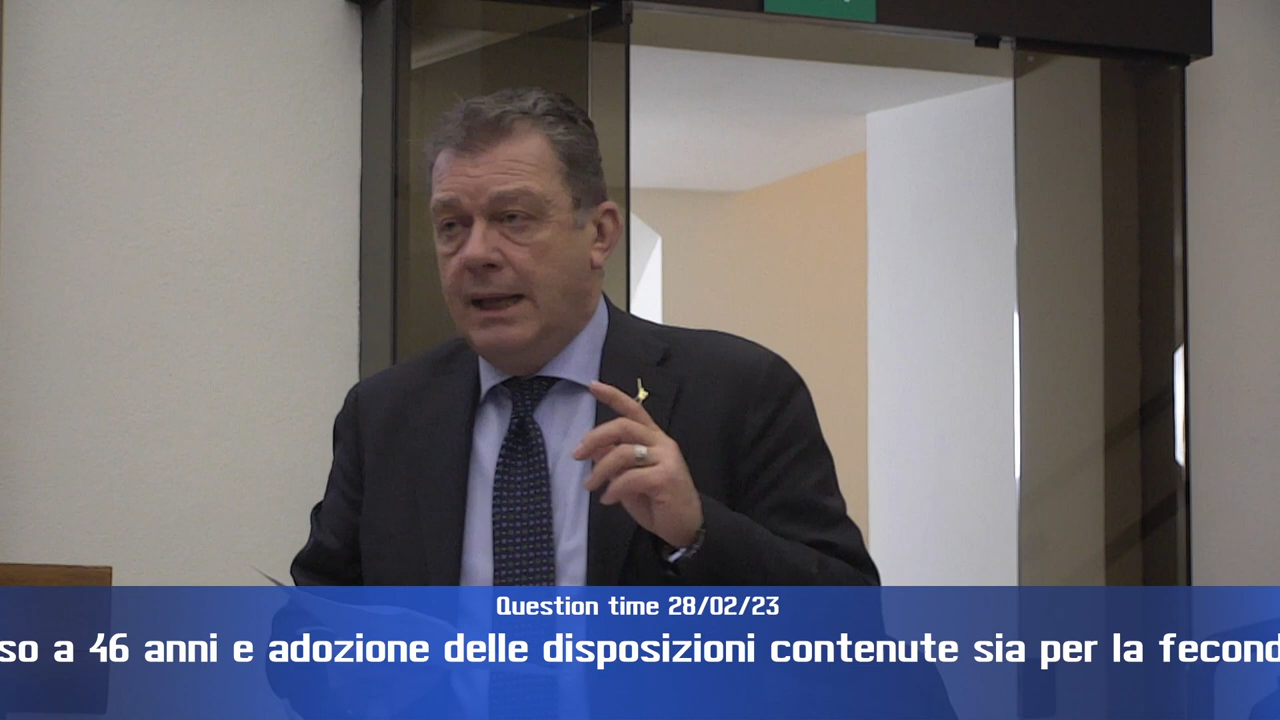 Question time 28/02/23
so a 46 anni e adozione delle disposizioni contenute sia per la fecond